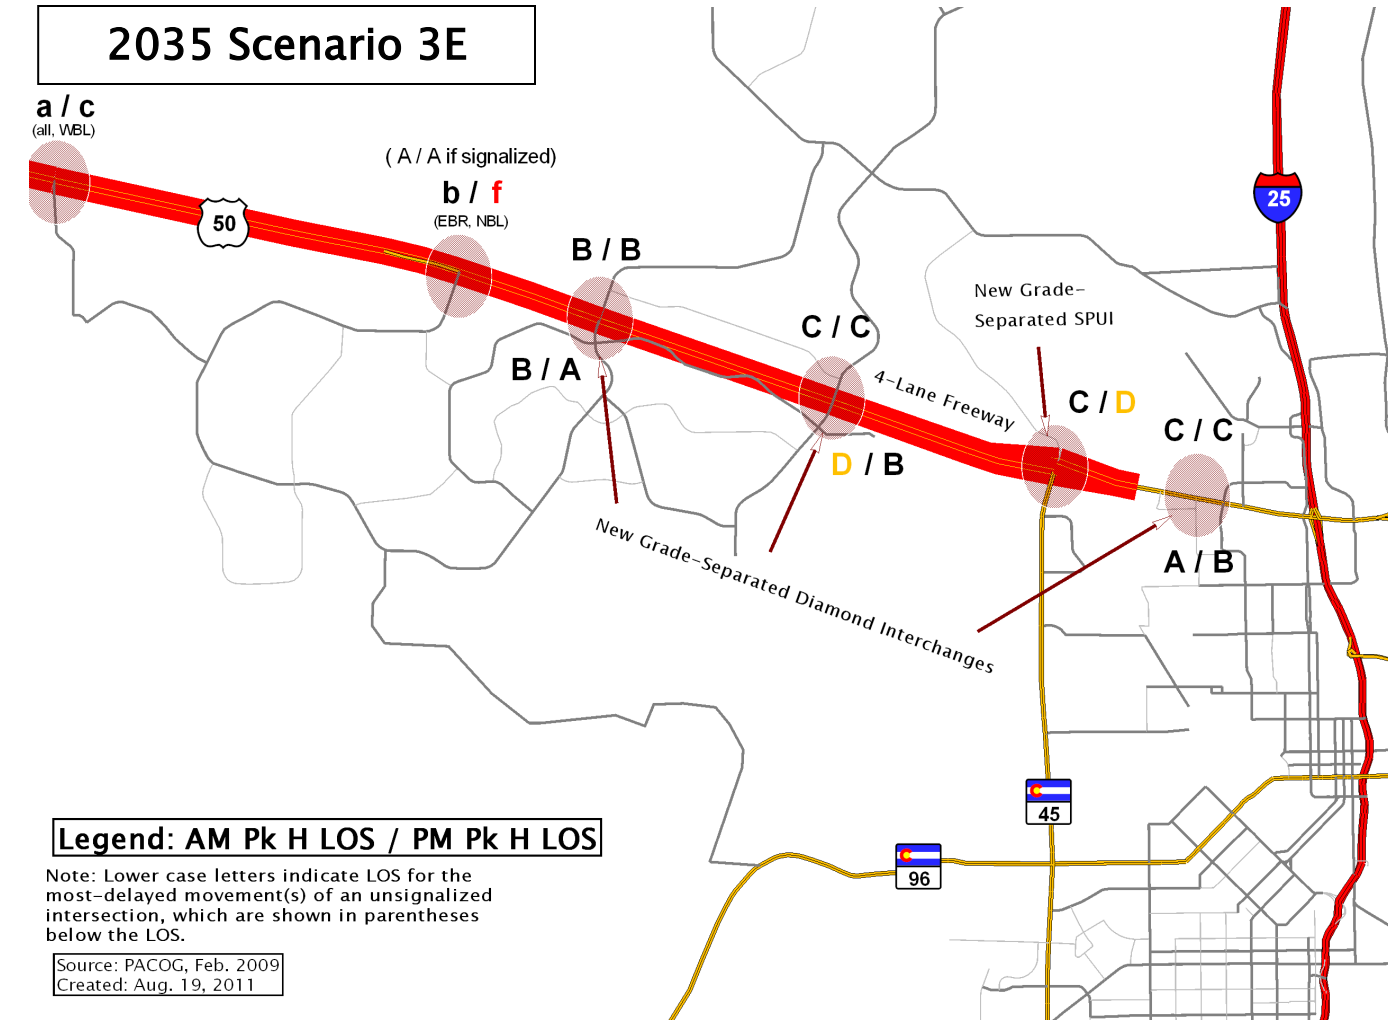 2035 Scenario 3E
a / c
(all, WBL)
( A / A if signalized)
b / f
(EBR, NBL)
50
25
B / B
B / A
C / C
D / B
4-Lane Freeway
New Grade-
Separated SPUI
C / D
C / C
A / B
New Grade-Separated Diamond Interchanges
45
96
Legend: AM Pk H LOS / PM Pk H LOS
Note: Lower case letters indicate LOS for the
most-delayed movement(s) of an unsignalized
intersection, which are shown in parentheses
below the LOS.
Source: PACOG, Feb. 2009
Created: Aug. 19, 2011